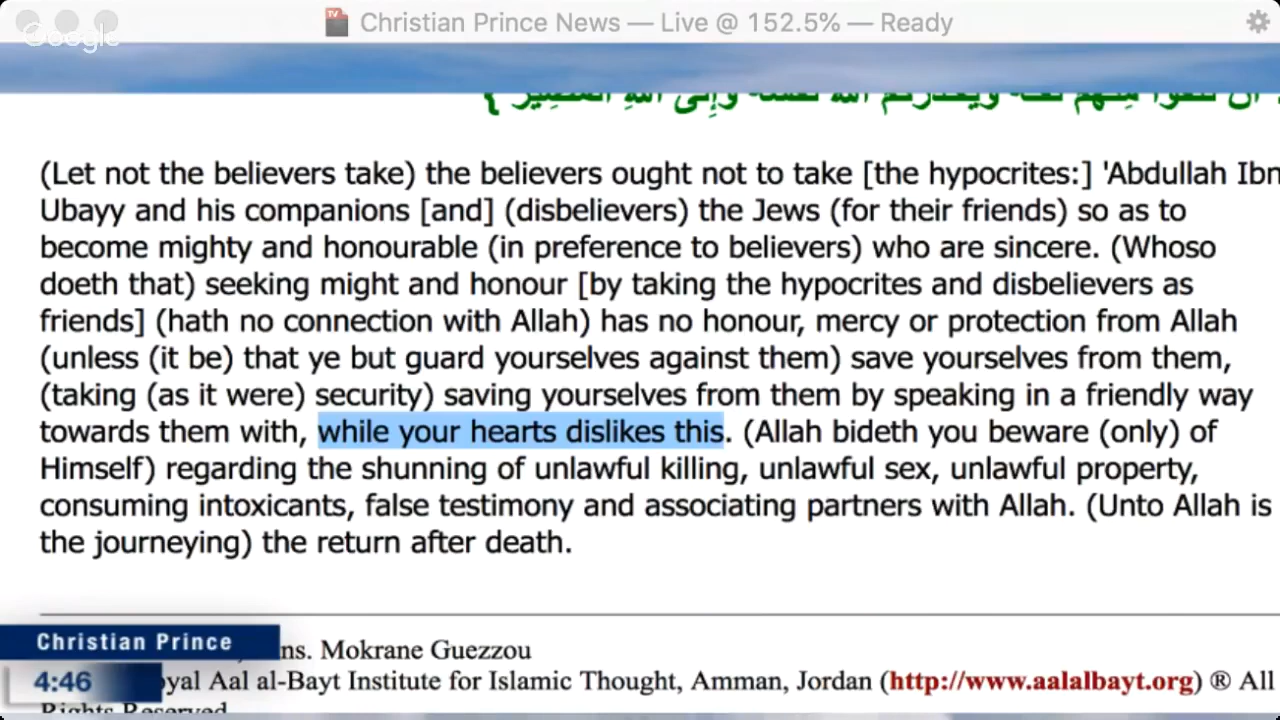 Christian Prince News — Live @ 152.5% — Ready
Google
(Let not the believers take) the believers ought not to take [the hypocrites:] 'Abdullah Ibn
Ubayy and his companions [and] (disbelievers) the Jews (for their friends) so as to
become mighty and honourable (in preference to believers) who are sincere. (Whoso
doeth that) seeking might and honour [by taking the hypocrites and disbelievers as
friends] (hath no connection with Allah) has no honour, mercy or protection from Allah
(unless (it be) that ye but guard yourselves against them) save yourselves from them,
(taking (as it were) security) saving yourselves from them by speaking in a friendly way
towards them with, while your hearts dislikes this. (Allah bideth you beware (only) of
Himself) regarding the shunning of unlawful killing, unlawful sex, unlawful property,
consuming intoxicants, false testimony and associating partners with Allah. (Unto Allah is
the journeying) the return after death.
Christian Prince
ns. Mokrane Guezzou
4:46
oyal Aal al-Bayt Institute for Islamic Thought, Amman, Jordan (http://www.aalalbayt.org) ® All
Rights Reserved